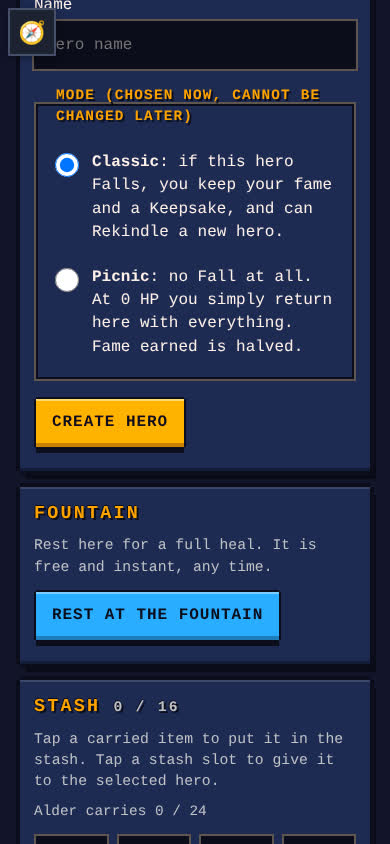 Name
ero name
MODE (CHOSEN NOW, CANNOT BE
CHANGED LATER)
Classic: if this hero
Falls, you keep your fame
and a Keepsake, and can
Rekindle a new hero.
Picnic: no Fall at all.
At 0 HP you simply return
here with everything.
Fame earned is halved.
CREATE HERO
FOUNTAIN
Rest here for a full heal. It is
free and instant, any time.
REST AT THE FOUNTAIN
STASH 0 / 16
Tap a carried item to put it in the
stash. Tap a stash slot to give it
to the selected hero.
Alder carries 0 / 24